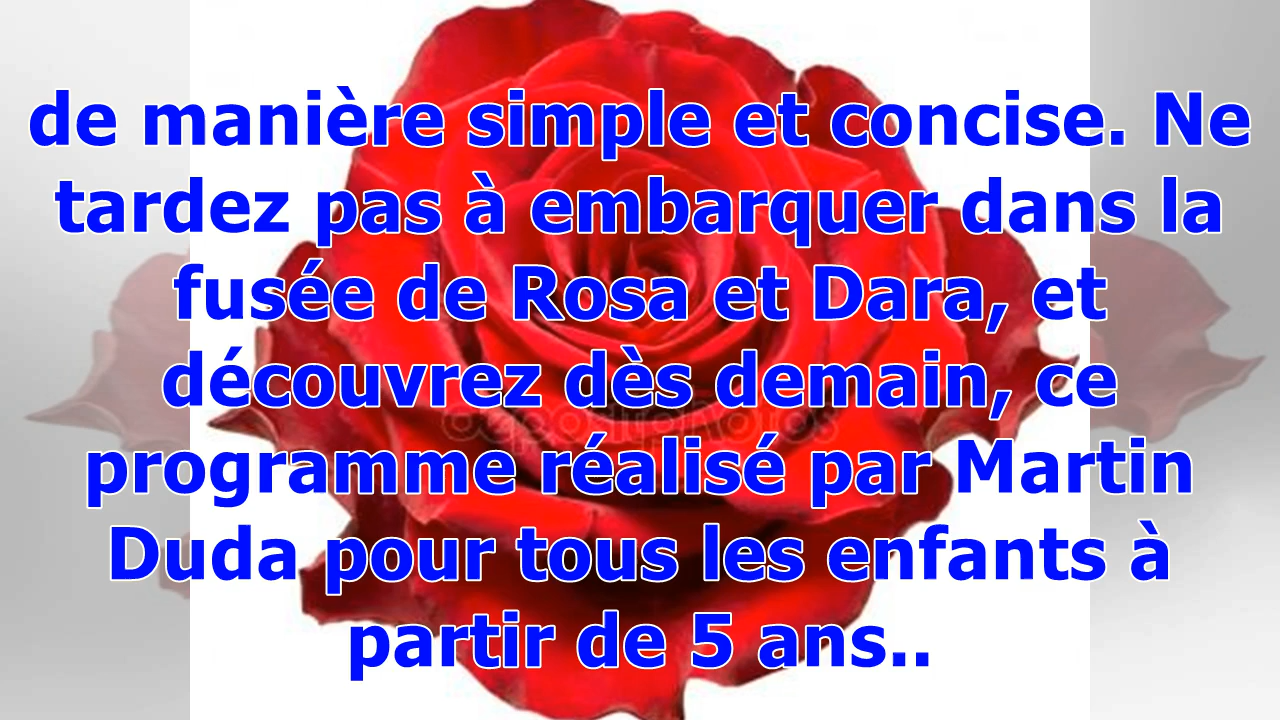 de manière simple et concise. Ne
tardez pas à embarquer dans la
fusée de Rosa et Dara, et
découvrez dès demain, ce
programme réalisé par Martin
Duda pour tous les enfants à
partir de 5 ans..
depositphotos